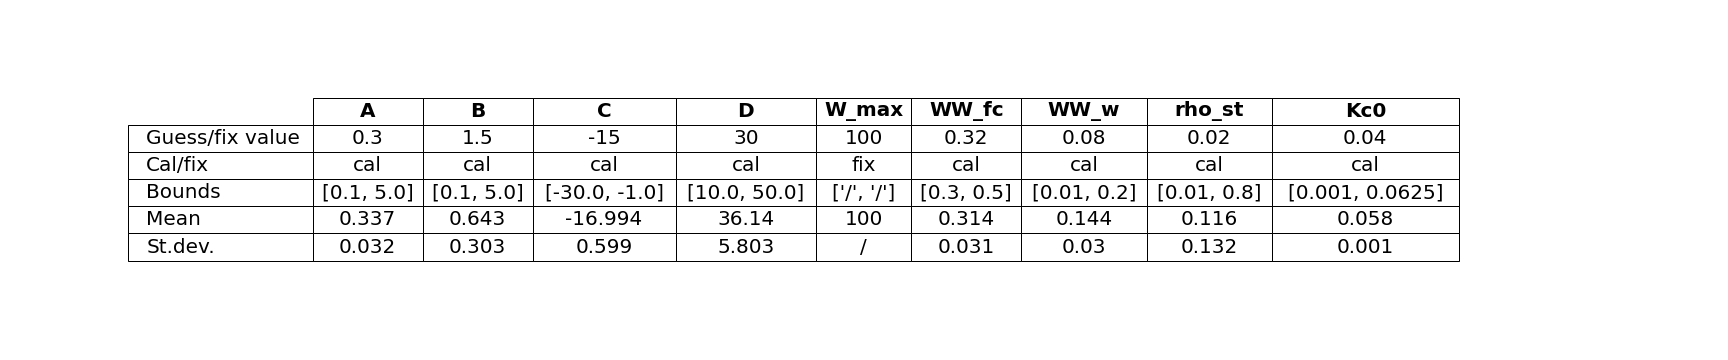 A B C D W_max WW_fc WW_w rho_st Kc0
Guess/fix value 0.3 1.5 -15 30 100 0.32 0.08 0.02 0.04
Cal/fix cal cal cal cal fix cal cal cal cal
Bounds [0.1, 5.0] [0.1, 5.0] [-30.0, -1.0] [10.0, 50.0] ['/', '/'] [0.3, 0.5] [0.01, 0.2] [0.01, 0.8] [0.001, 0.0625]
Mean 0.337 0.643 -16.994 36.14 100 0.314 0.144 0.116 0.058
St.dev. 0.032 0.303 0.599 5.803 / 0.031 0.03 0.132 0.001